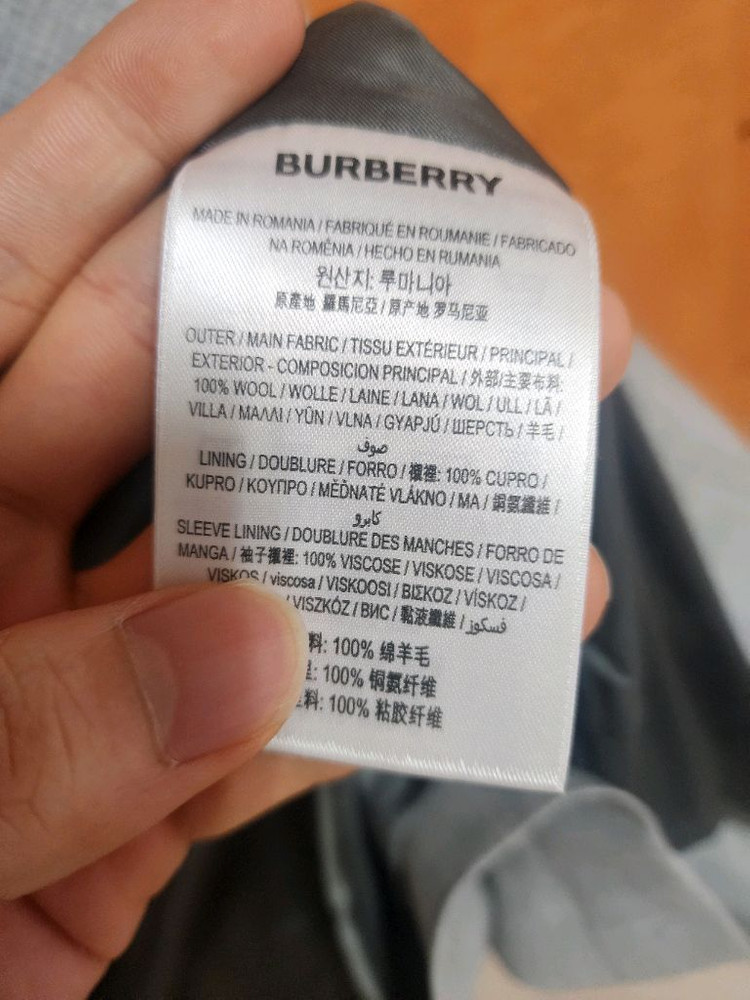 BURBERRY
MADE IN ROMANIA / FABRIQUÉ EN ROUMANIE / FABRICADO
NA ROMÊNIA / HECHO EN RUMANIA
원산지: 루마니아
原產地 羅馬尼亞 / 原产地 罗马尼亚
OUTER / MAIN FABRIC / TISSU EXTÉRIEUR / PRINCIPAL /
EXTERIOR - COMPOSICION PRINCIPAL / 外部/主要布料:
100% WOOL / WOLLE / LAINE / LANA / WOL / ULL / LÃ /
VILLA / ΜΑΛΛΙ / YÜN / VLNA / GYAPJÚ / ШЕРСТЬ / 羊毛 /
صوف
LINING / DOUBLURE / FORRO / 襯裡: 100% CUPRO /
KUPRO / ΚΟΥΠΡΟ / MĚĎNATÉ VLÁKNO / MA / 銅氨纖維 /
كابرو
SLEEVE LINING / DOUBLURE DES MANCHES / FORRO DE
MANGA / 袖子襯裡: 100% VISCOSE / VISKOSE / VISCOSA /
VISKOS / viscosa / VISKOOSI / ΒΙΣΚΟΖ / VÍSKOZ /
/ VISZKÓZ / ВИС / 黏液纖維 / فسكوز
料: 100% 绵羊毛
: 100% 铜氨纤维
料: 100% 粘胶纤维